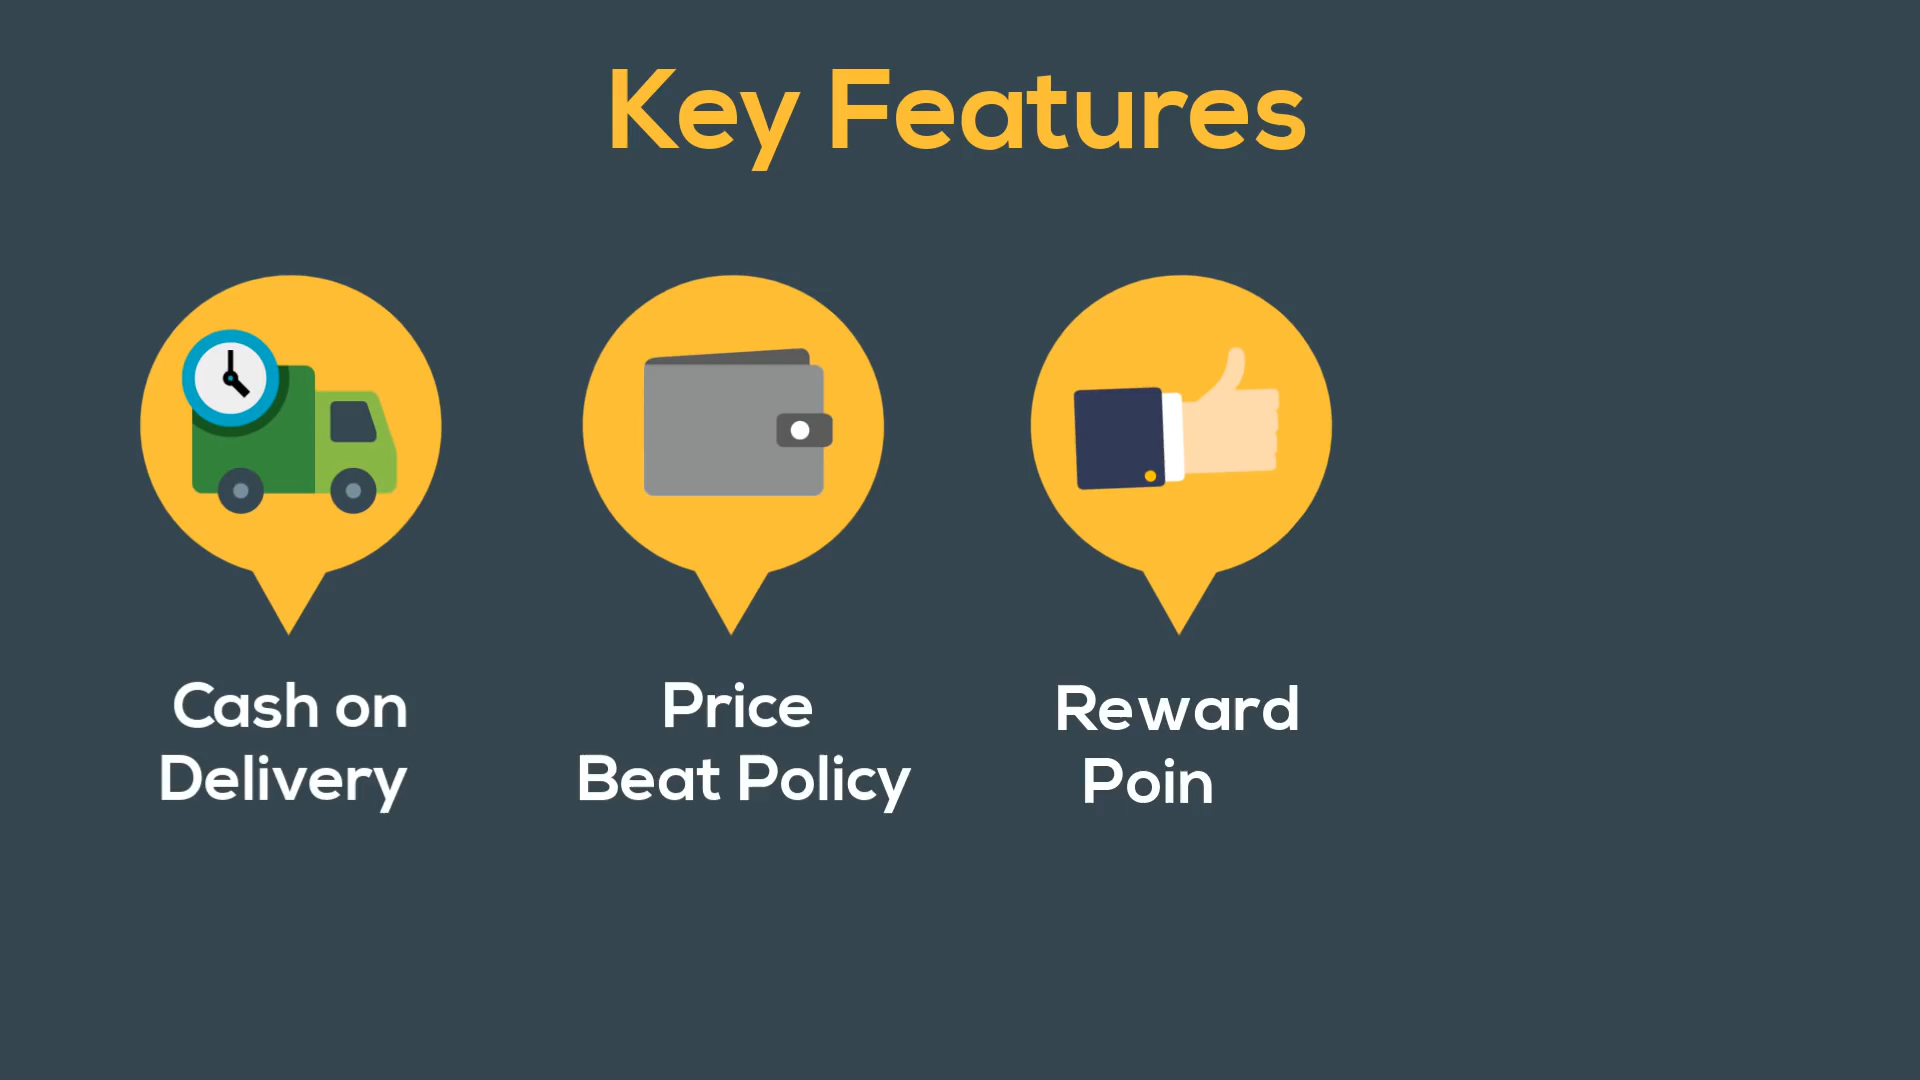 Key Features
Cash on
Delivery
Price
Beat Policy
Reward
Poin